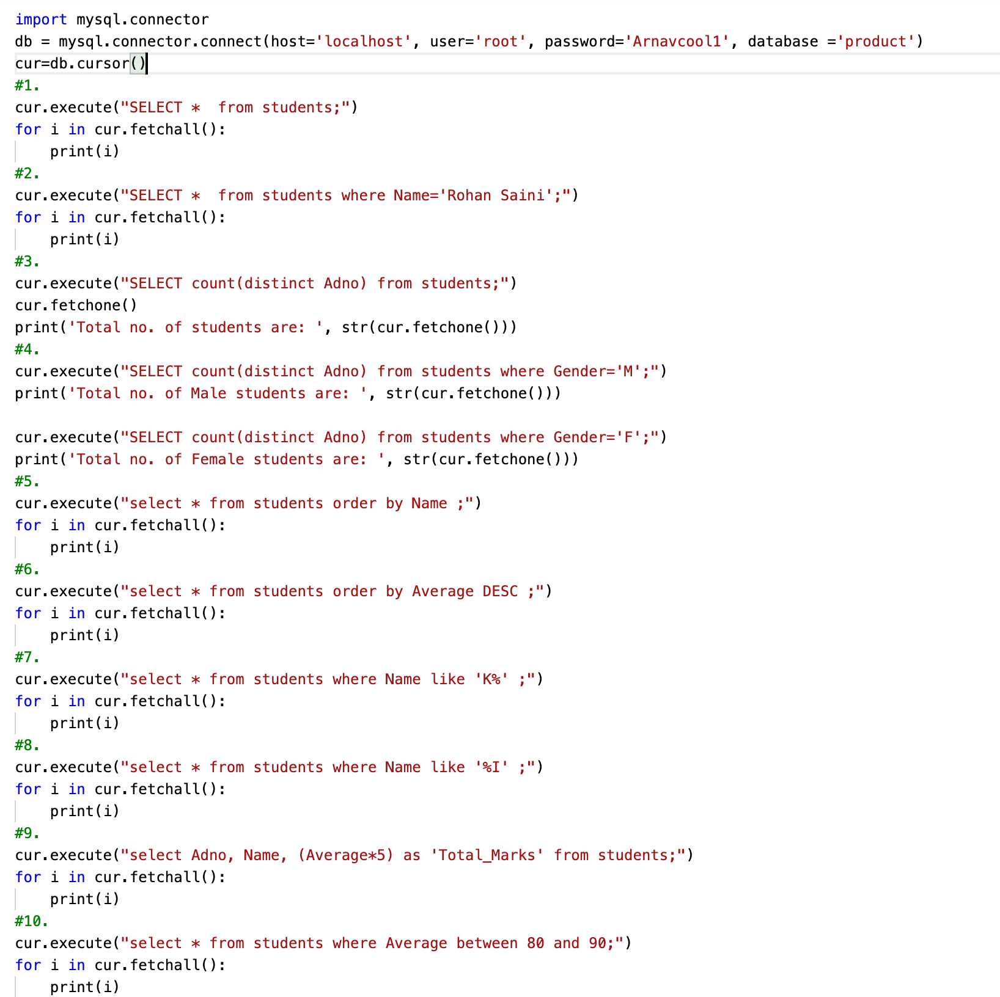 import mysql.connector
db = mysql.connector.connect(host='localhost', user='root', password='Arnavcool1', database ='product')
cur=db.cursor()
#1.
cur.execute("SELECT *  from students;")
for i in cur.fetchall():
    print(i)
#2.
cur.execute("SELECT *  from students where Name='Rohan Saini';")
for i in cur.fetchall():
    print(i)
#3.
cur.execute("SELECT count(distinct Adno) from students;")
cur.fetchone()
print('Total no. of students are: ', str(cur.fetchone()))
#4.
cur.execute("SELECT count(distinct Adno) from students where Gender='M';")
print('Total no. of Male students are: ', str(cur.fetchone()))

cur.execute("SELECT count(distinct Adno) from students where Gender='F';")
print('Total no. of Female students are: ', str(cur.fetchone()))
#5.
cur.execute("select * from students order by Name ;")
for i in cur.fetchall():
    print(i)
#6.
cur.execute("select * from students order by Average DESC ;")
for i in cur.fetchall():
    print(i)
#7.
cur.execute("select * from students where Name like 'K%' ;")
for i in cur.fetchall():
    print(i)
#8.
cur.execute("select * from students where Name like '%I' ;")
for i in cur.fetchall():
    print(i)
#9.
cur.execute("select Adno, Name, (Average*5) as 'Total_Marks' from students;")
for i in cur.fetchall():
    print(i)
#10.
cur.execute("select * from students where Average between 80 and 90;")
for i in cur.fetchall():
    print(i)